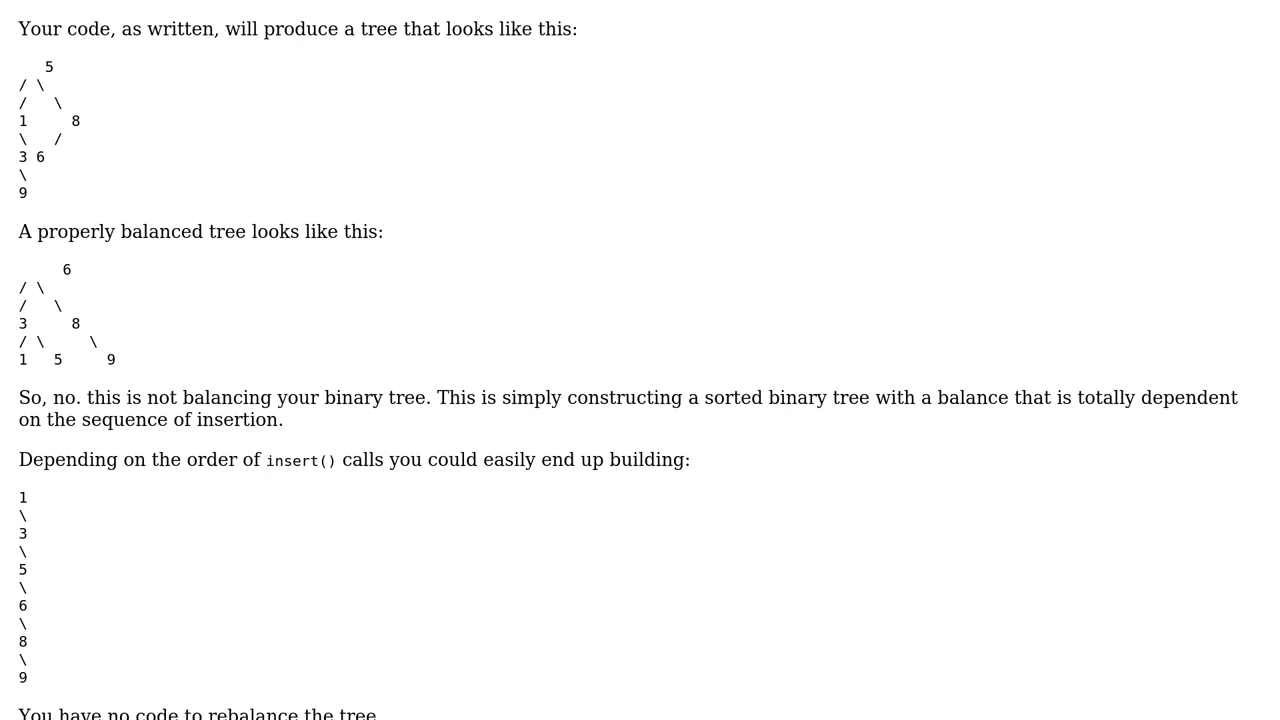 Your code, as written, will produce a tree that looks like this:
   5
/ \
/   \
1     8
\   /
3 6
\
9
A properly balanced tree looks like this:
     6
/ \
/   \
3     8
/ \     \
1   5     9
So, no. this is not balancing your binary tree. This is simply constructing a sorted binary tree with a balance that is totally dependent
on the sequence of insertion.
Depending on the order of insert() calls you could easily end up building:
1
\
3
\
5
\
6
\
8
\
9
You have no code to rebalance the tree